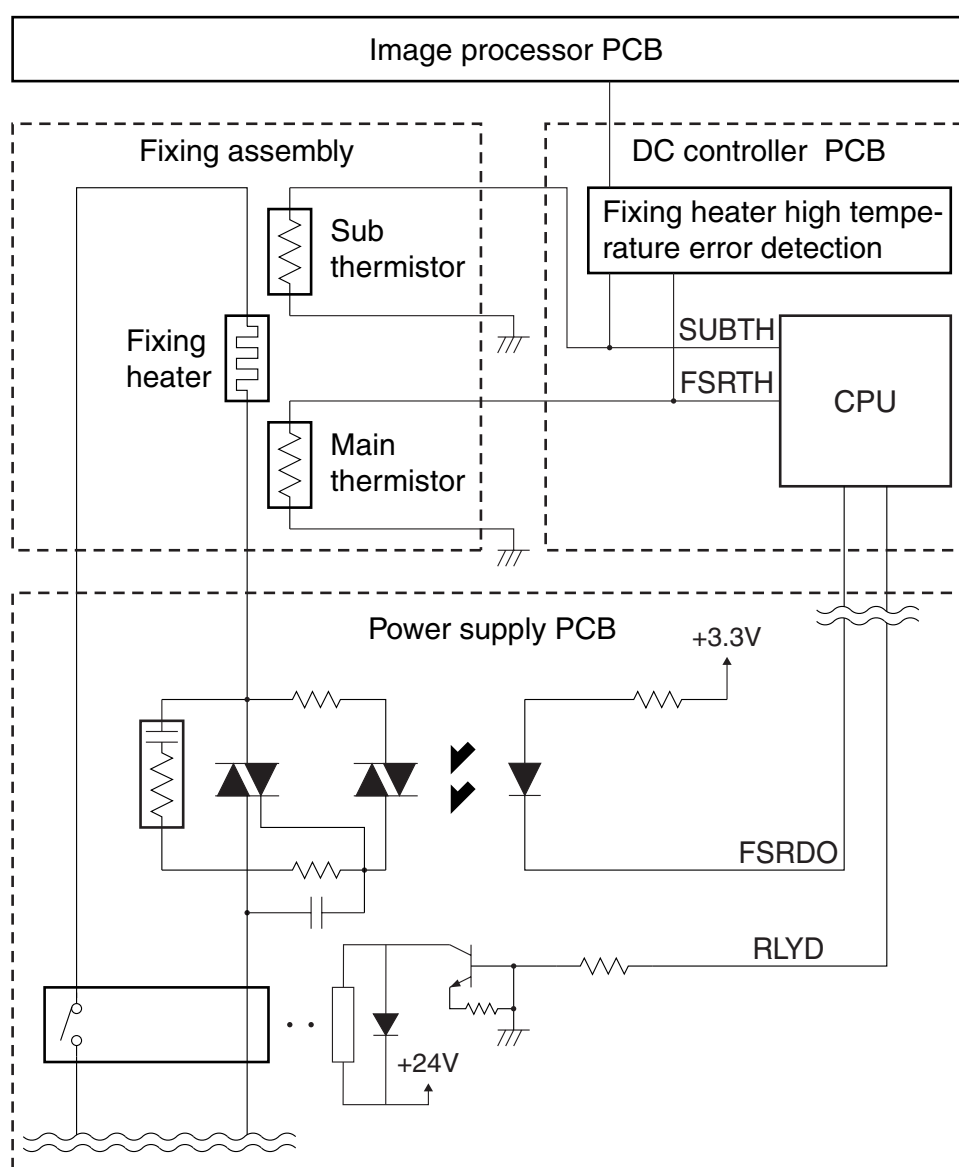 Image processor PCB
Fixing assembly
DC controller PCB
Sub
thermistor
Fixing heater high tempe-
rature error detection
Fixing
heater
SUBTH
FSRTH
CPU
Main
thermistor
Power supply PCB
+3.3V
FSRDO
RLYD
+24V